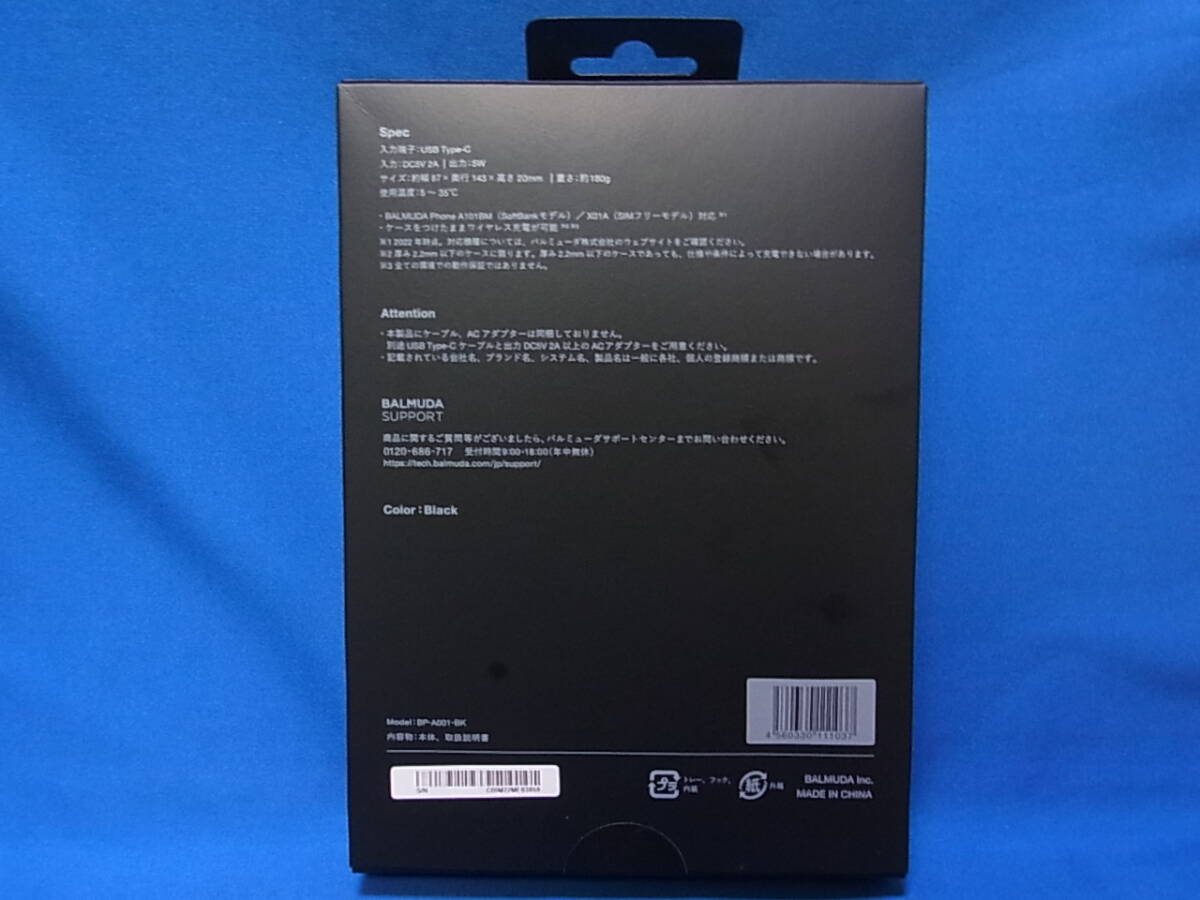 Spec
入力端子：USB Type-C
入力：DC5V 2A | 出力：5W
サイズ：約幅 87 × 奥行 143 × 高さ 20mm | 重さ：約180g
使用温度：5 〜 35℃
・BALMUDA Phone A101BM（SoftBankモデル）／X01A（SIMフリーモデル）対応 ※1
・ケースをつけたままワイヤレス充電が可能 ※2 ※3
※1 2022 年時点。対応機種については、バルミューダ株式会社のウェブサイトをご確認ください。
※2 厚み 2.2mm 以下のケースに限ります。厚み 2.2mm 以下のケースであっても、仕様や条件によって充電できない場合があります。
※3 全ての環境での動作保証ではありません。
Attention
・本製品にケーブル、AC アダプターは同梱しておりません。
別途 USB Type-C ケーブルと出力 DC5V 2A 以上の AC アダプターをご用意ください。
・記載されている会社名、ブランド名、システム名、製品名は一般に各社、個人の登録商標または商標です。
BALMUDA
SUPPORT
商品に関するご質問等がございましたら、バルミューダサポートセンターまでお問い合わせください。
0120-686-717 受付時間9:00-18:00（年中無休）
https://tech.balmuda.com/jp/support/
Color：Black
4 560330 111037
Model：BP-A001-BK
内容物：本体、取扱説明書
S/N
プラ トレー、フック、
内装
紙 外箱
BALMUDA Inc.
MADE IN CHINA